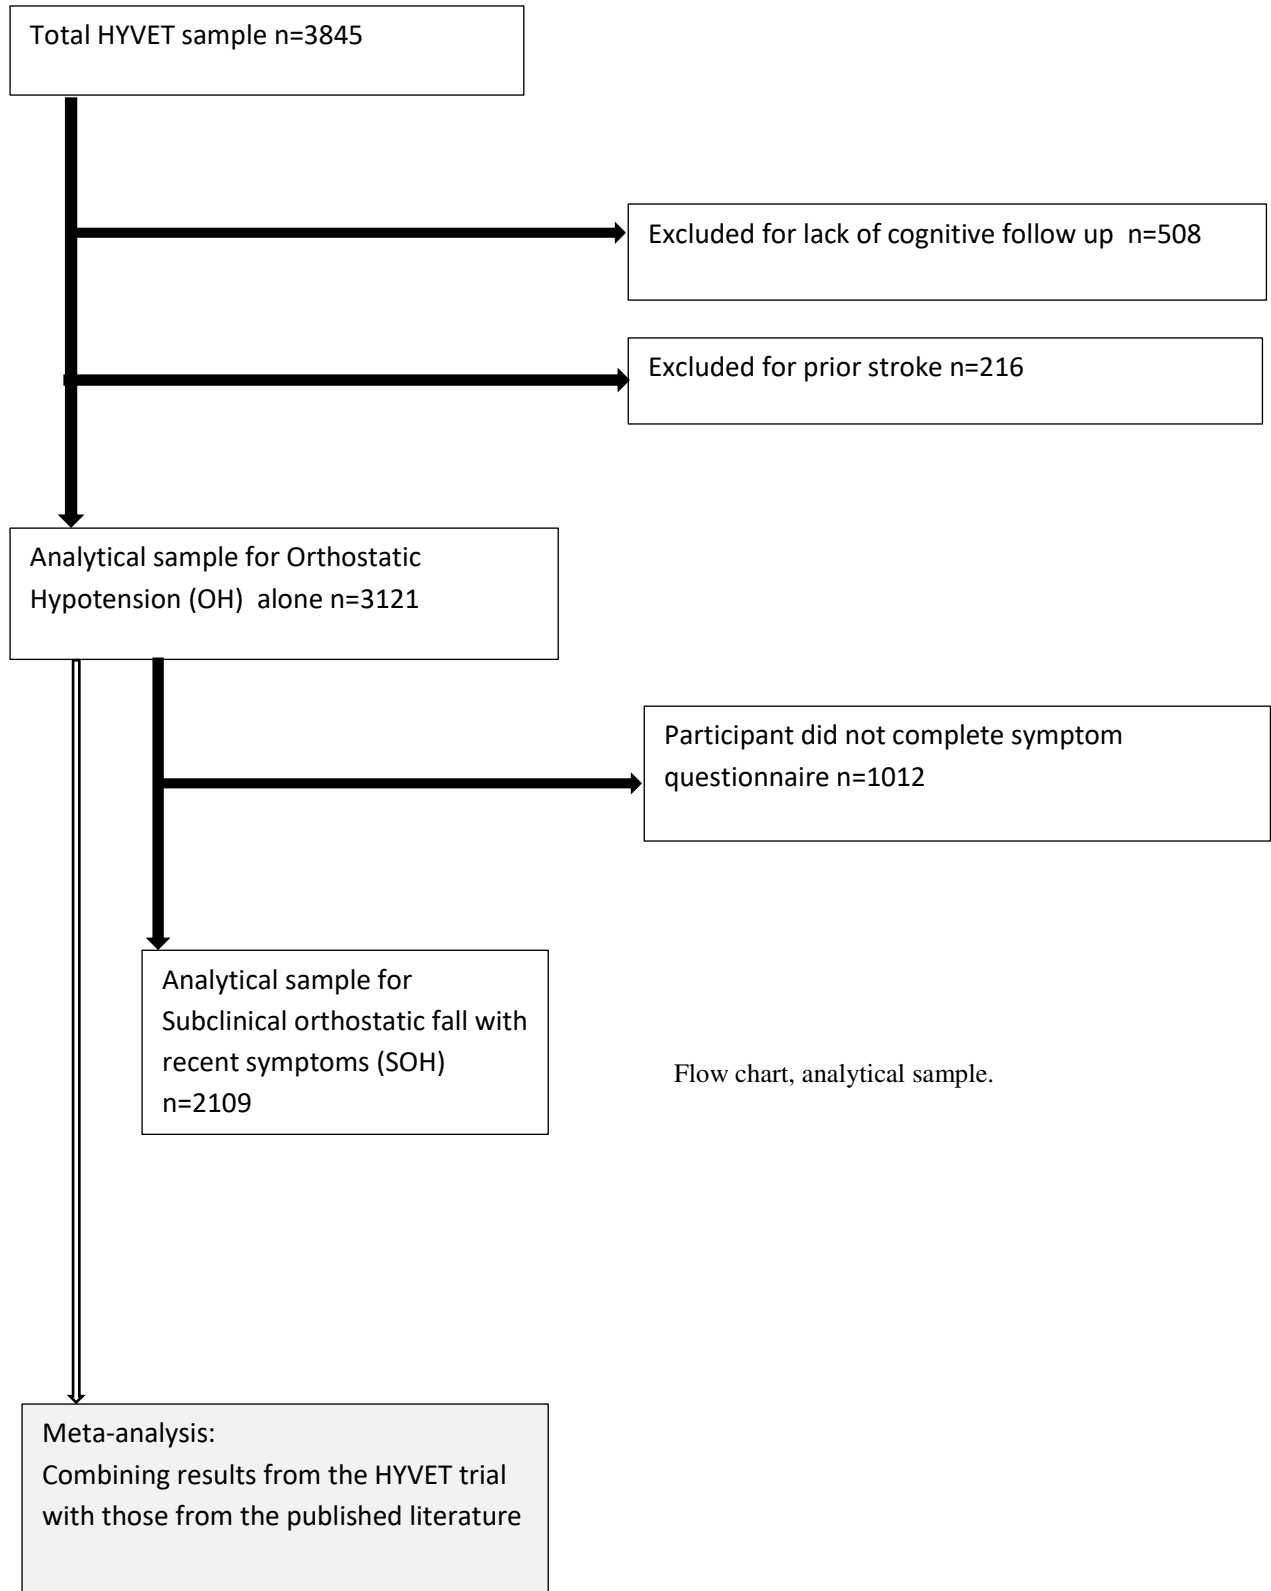 Total HYVET sample n=3845
Excluded for lack of cognitive follow up  n=508
Excluded for prior stroke n=216
Analytical sample for Orthostatic
Hypotension (OH)  alone n=3121
Participant did not complete symptom
questionnaire n=1012
Analytical sample for
Subclinical orthostatic fall with
recent symptoms (SOH)
n=2109
Flow chart, analytical sample.
Meta-analysis:
Combining results from the HYVET trial
with those from the published literature